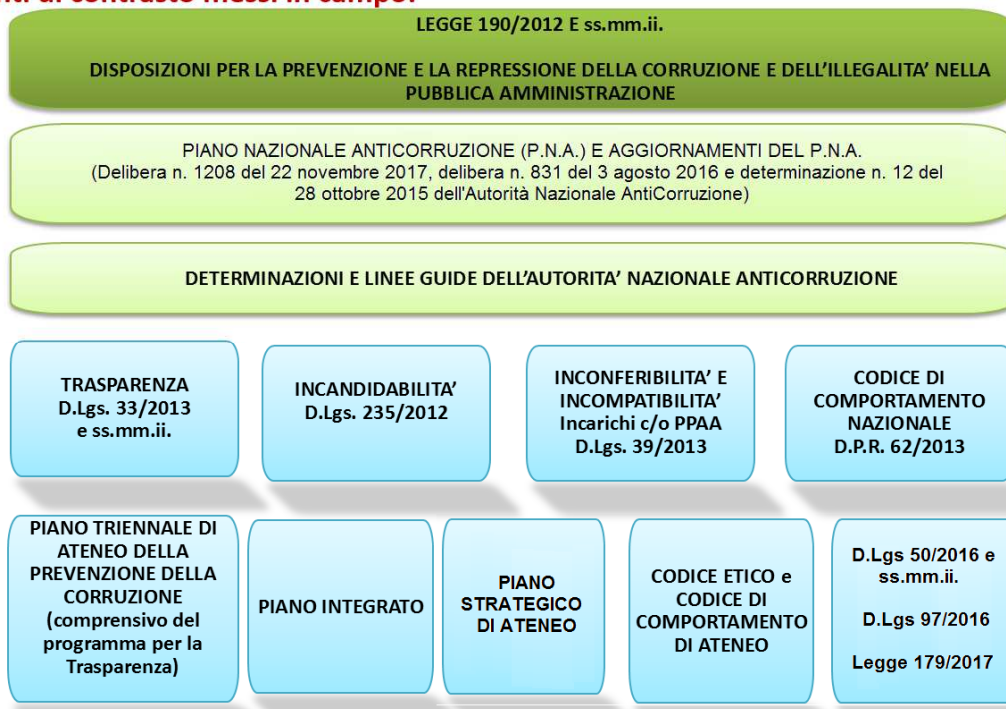 nti di contrasto messi in campo:
LEGGE 190/2012 E ss.mm.ii.
DISPOSIZIONI PER LA PREVENZIONE E LA REPRESSIONE DELLA CORRUZIONE E DELL'ILLEGALITA' NELLA
PUBBLICA AMMINISTRAZIONE
PIANO NAZIONALE ANTICORRUZIONE (P.N.A.) E AGGIORNAMENTI DEL P.N.A.
(Delibera n. 1208 del 22 novembre 2017, delibera n. 831 del 3 agosto 2016 e determinazione n. 12 del
28 ottobre 2015 dell'Autorità Nazionale AntiCorruzione)
DETERMINAZIONI E LINEE GUIDE DELL'AUTORITA' NAZIONALE ANTICORRUZIONE
TRASPARENZA
D.Lgs. 33/2013
e ss.mm.ii.
INCANDIDABILITA'
D.Lgs. 235/2012
INCONFERIBILITA' E
INCOMPATIBILITA'
Incarichi c/o PPAA
D.Lgs. 39/2013
CODICE DI
COMPORTAMENTO
NAZIONALE
D.P.R. 62/2013
PIANO TRIENNALE DI
ATENEO DELLA
PREVENZIONE DELLA
CORRUZIONE
(comprensivo del
programma per la
Trasparenza)
PIANO INTEGRATO
PIANO
STRATEGICO
DI ATENEO
CODICE ETICO e
CODICE DI
COMPORTAMENTO
DI ATENEO
D.Lgs 50/2016 e
ss.mm.ii.
D.Lgs 97/2016
Legge 179/2017